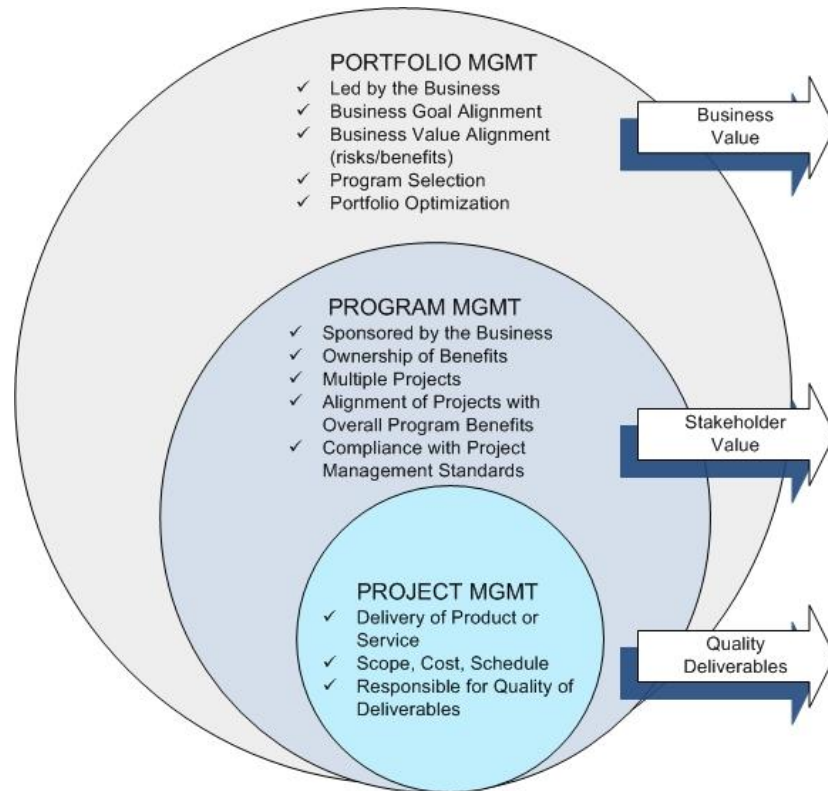 PORTFOLIO MGMT
✓ Led by the Business
✓ Business Goal Alignment
✓ Business Value Alignment
(risks/benefits)
✓ Program Selection
✓ Portfolio Optimization
Business
Value
PROGRAM MGMT
✓ Sponsored by the Business
✓ Ownership of Benefits
✓ Multiple Projects
✓ Alignment of Projects with
Overall Program Benefits
✓ Compliance with Project
Management Standards
Stakeholder
Value
PROJECT MGMT
✓ Delivery of Product or
Service
✓ Scope, Cost, Schedule
✓ Responsible for Quality of
Deliverables
Quality
Deliverables